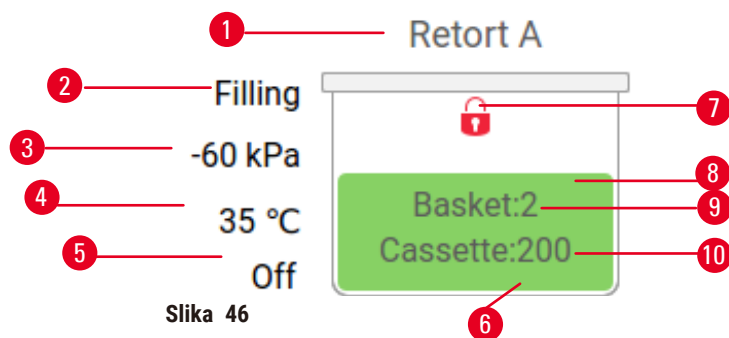 1 Retort A
2 Filling
7
3 -60 kPa
8
4 35 °C
Basket:2 9
5 Off
Cassette:200 10
6
Slika 46